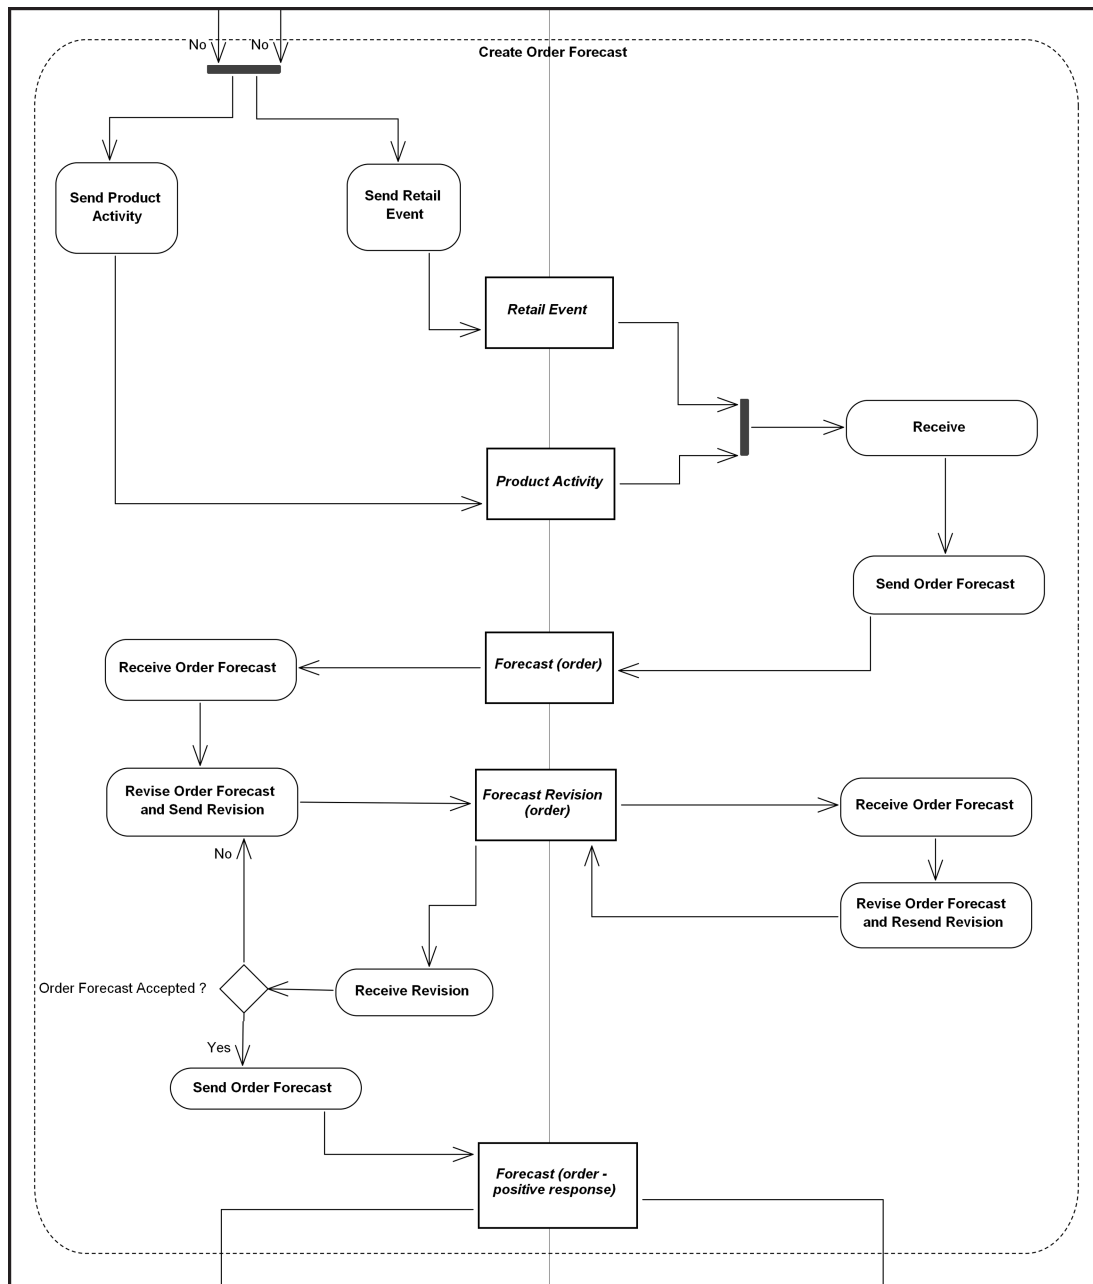 No
No
Create Order Forecast
Send Product
Activity
Send Retail
Event
Retail Event
Receive
Product Activity
Send Order Forecast
Forecast (order)
Receive Order Forecast
Revise Order Forecast
and Send Revision
Forecast Revision
(order)
Receive Order Forecast
No
Revise Order Forecast
and Resend Revision
Order Forecast Accepted ?
Receive Revision
Yes
Send Order Forecast
Forecast (order -
positive response)